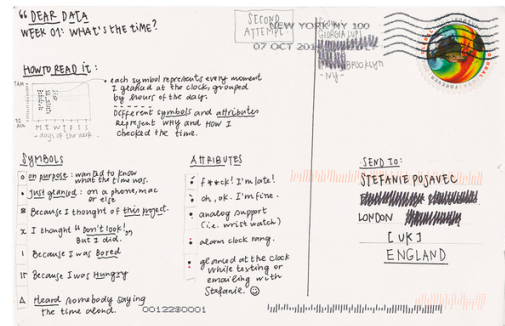 " DEAR DATA
WEEK 01: WHAT'S THE TIME?
HOW TO READ IT:
• each symbol represents every moment
I glanced at the clock, grouped
by hours of the day.
Different symbols and attributes
represent why and how I
checked the time.
M T W T F S S
- days of the week -
SYMBOLS
on purpose: wanted to know
what the time was.
Just glanced: on a phone, mac
or else
Because I thought of this project.
x I thought "Don't look!"
But I did.
Because I was Bored
Because I was Hungry
△ Heard somebody saying
the time aloud.
ATTRIBUTES
f*ck! I'm late!
oh, ok. I'm fine.
analog support
(i.e. wrist watch)
alarm clock rang.
glanced at the clock
while texting or
emailing with
Stefanie. ☺
SECOND
ATTEMPT
NEW YORK NY 100
07 OCT
GIORGIA LUPI
Brooklyn
-NY-
FOREVER
SEND TO:
STEFANIE POSAVEC
LONDON
[UK]
ENGLAND
0012280001